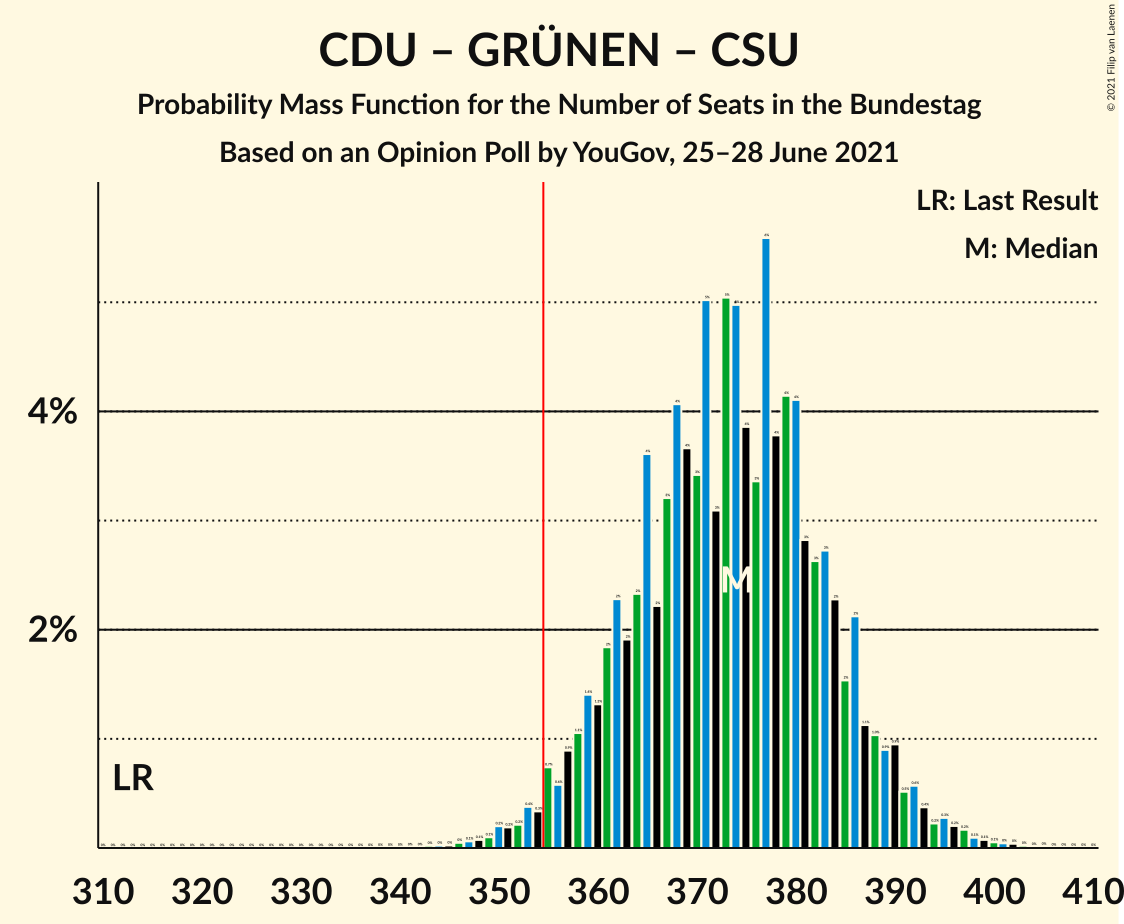 CDU – GRÜNEN – CSU
Probability Mass Function for the Number of Seats in the Bundestag
Based on an Opinion Poll by YouGov, 25–28 June 2021
© 2021 Filip van Laenen
LR: Last Result
M: Median
4%
2%
M
LR
310 320 330 340 350 360 370 380 390 400 410